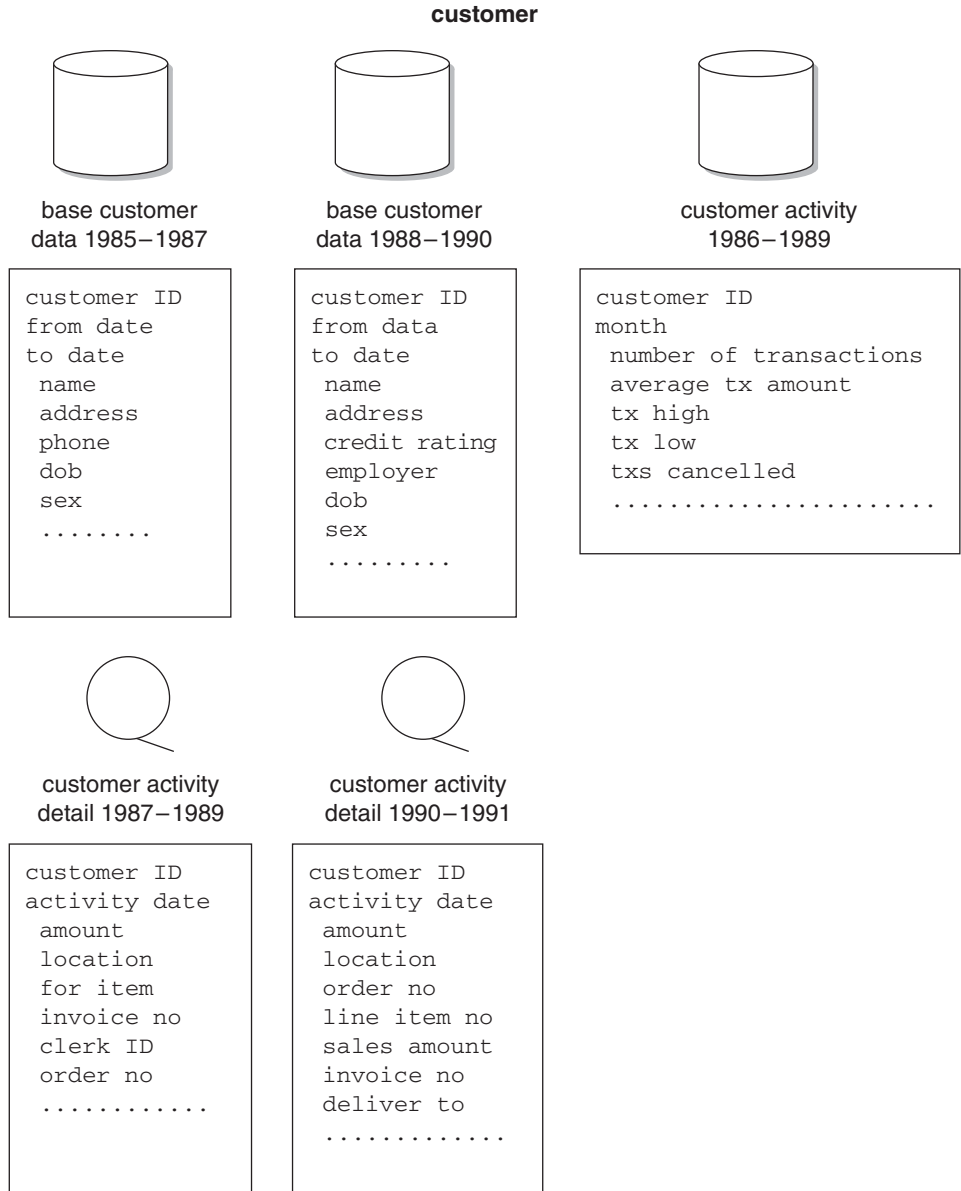 customer
base customer
data 1985–1987
customer ID
from date
to date
name
address
phone
dob
sex
........
base customer
data 1988–1990
customer ID
from data
to date
name
address
credit rating
employer
dob
sex
.........
customer activity
1986–1989
customer ID
month
number of transactions
average tx amount
tx high
tx low
txs cancelled
.......................
customer activity
detail 1987–1989
customer ID
activity date
amount
location
for item
invoice no
clerk ID
order no
............
customer activity
detail 1990–1991
customer ID
activity date
amount
location
order no
line item no
sales amount
invoice no
deliver to
.............